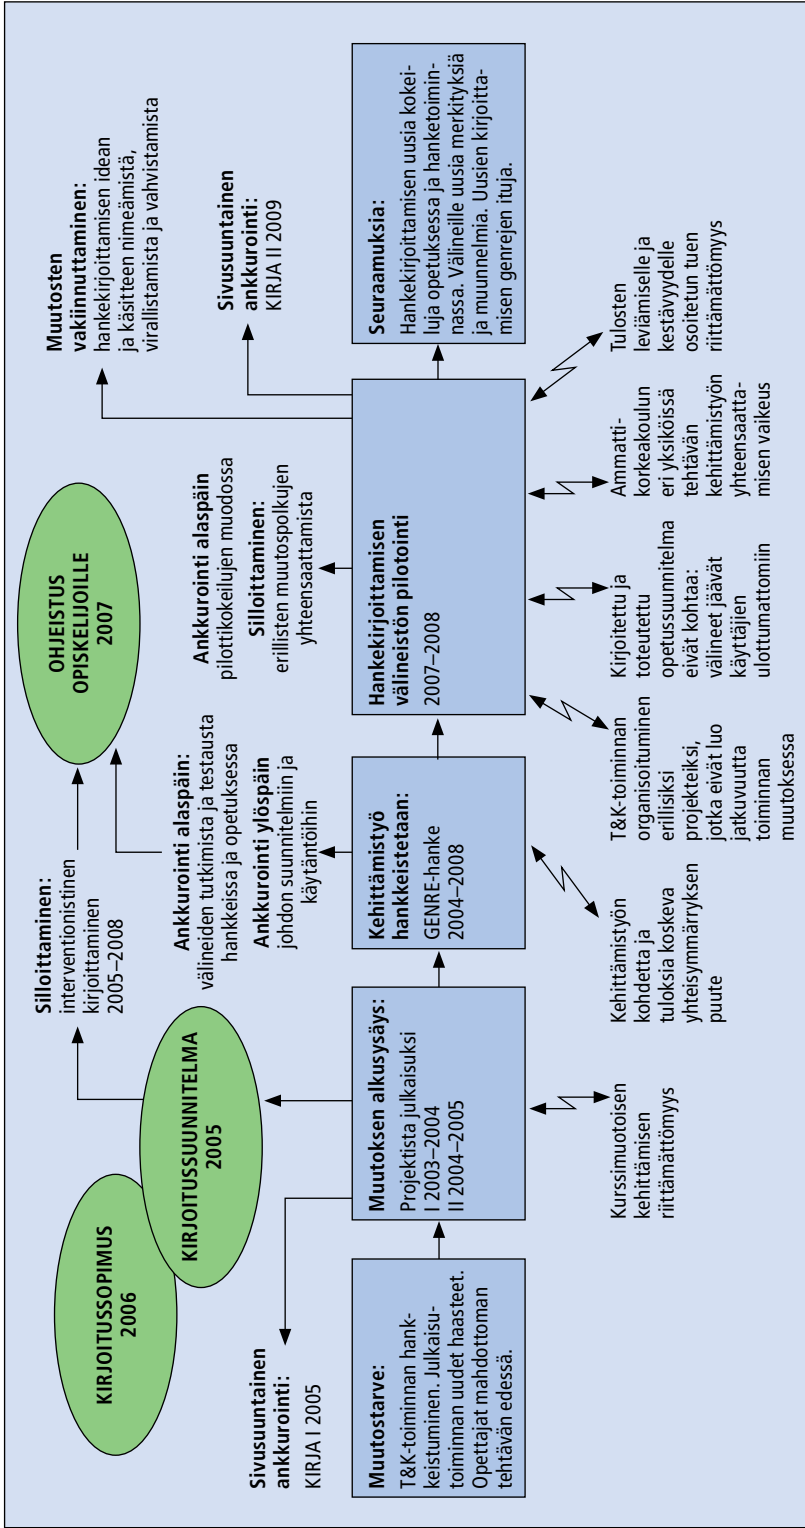 KIRJOITUSSOPIMUS
2006
KIRJOITUSSUUNNITELMA
2005
OHJEISTUS
OPISKELIJOILLE
2007
Sivusuuntainen
ankkurointi:
KIRJA I 2005
Silloittaminen:
interventionistinen
kirjoittaminen
2005–2008
Ankkurointi alaspäin:
välineiden tutkimista ja testausta
hankkeissa ja opetuksessa
Ankkurointi ylöspäin
johdon suunnitelmiin ja
käytäntöihin
Ankkurointi alaspäin
pilottikokeilujen muodossa
Silloittaminen:
erillisten muutospolkujen
yhteensaattamista
Muutosten
vakiinnuttaminen:
hankekirjoittamisen idean
ja käsitteen nimeämistä,
virallistamista ja vahvistamista
Sivusuuntainen
ankkurointi:
KIRJA II 2009
Muutostarve:
T&K-toiminnan hank-
keistuminen. Julkaisu-
toiminnan uudet haasteet.
Opettajat mahdottoman
tehtävän edessä.
Muutoksen alkusysäys:
Projektista julkaisuksi
I 2003–2004
II 2004–2005
Kehittämistyö
hankkeistetaan:
GENRE-hanke
2004–2008
Hankekirjoittamisen
välineistön pilotointi
2007–2008
Seuraamuksia:
Hankekirjoittamisen uusia kokei-
luja opetuksessa ja hanketoimin-
nassa. Välineille uusia merkityksiä
ja muunnelmia. Uusien kirjoitta-
misen genrejen ituja.
Kurssimuotoisen
kehittämisen
riittämättömyys
Kehittämistyön
kohdetta ja
tuloksia koskeva
yhteisymmärryksen
puute
T&K-toiminnan
organisoituminen
erillisiksi
projekteiksi,
jotka eivät luo
jatkuvuutta
toiminnan
muutoksessa
Kirjoitettu ja
toteutettu
opetussuunnitelma
eivät kohtaa:
välineet jäävät
käyttäjien
ulottumattomiin
Ammatti-
korkeakoulun
eri yksiköissä
tehtävän
kehittämistyön
yhteensaatta-
misen vaikeus
Tulosten
leviämiselle ja
kestävyydelle
osoitetun tuen
riittämättömyys